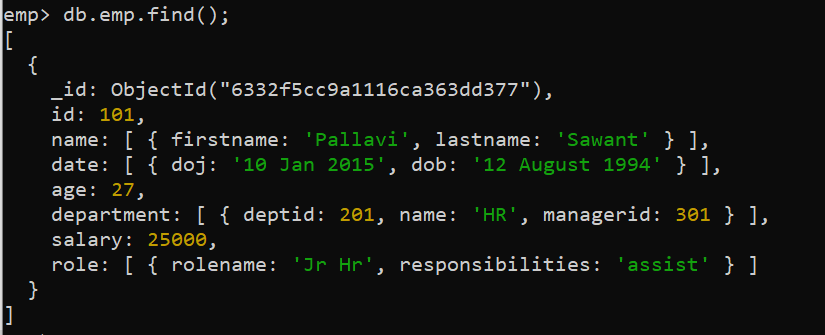 emp> db.emp.find();
[
  {
    _id: ObjectId("6332f5cc9a1116ca363dd377"),
    id: 101,
    name: [ { firstname: 'Pallavi', lastname: 'Sawant' } ],
    date: [ { doj: '10 Jan 2015', dob: '12 August 1994' } ],
    age: 27,
    department: [ { deptid: 201, name: 'HR', managerid: 301 } ],
    salary: 25000,
    role: [ { rolename: 'Jr Hr', responsibilities: 'assist' } ]
  }
]